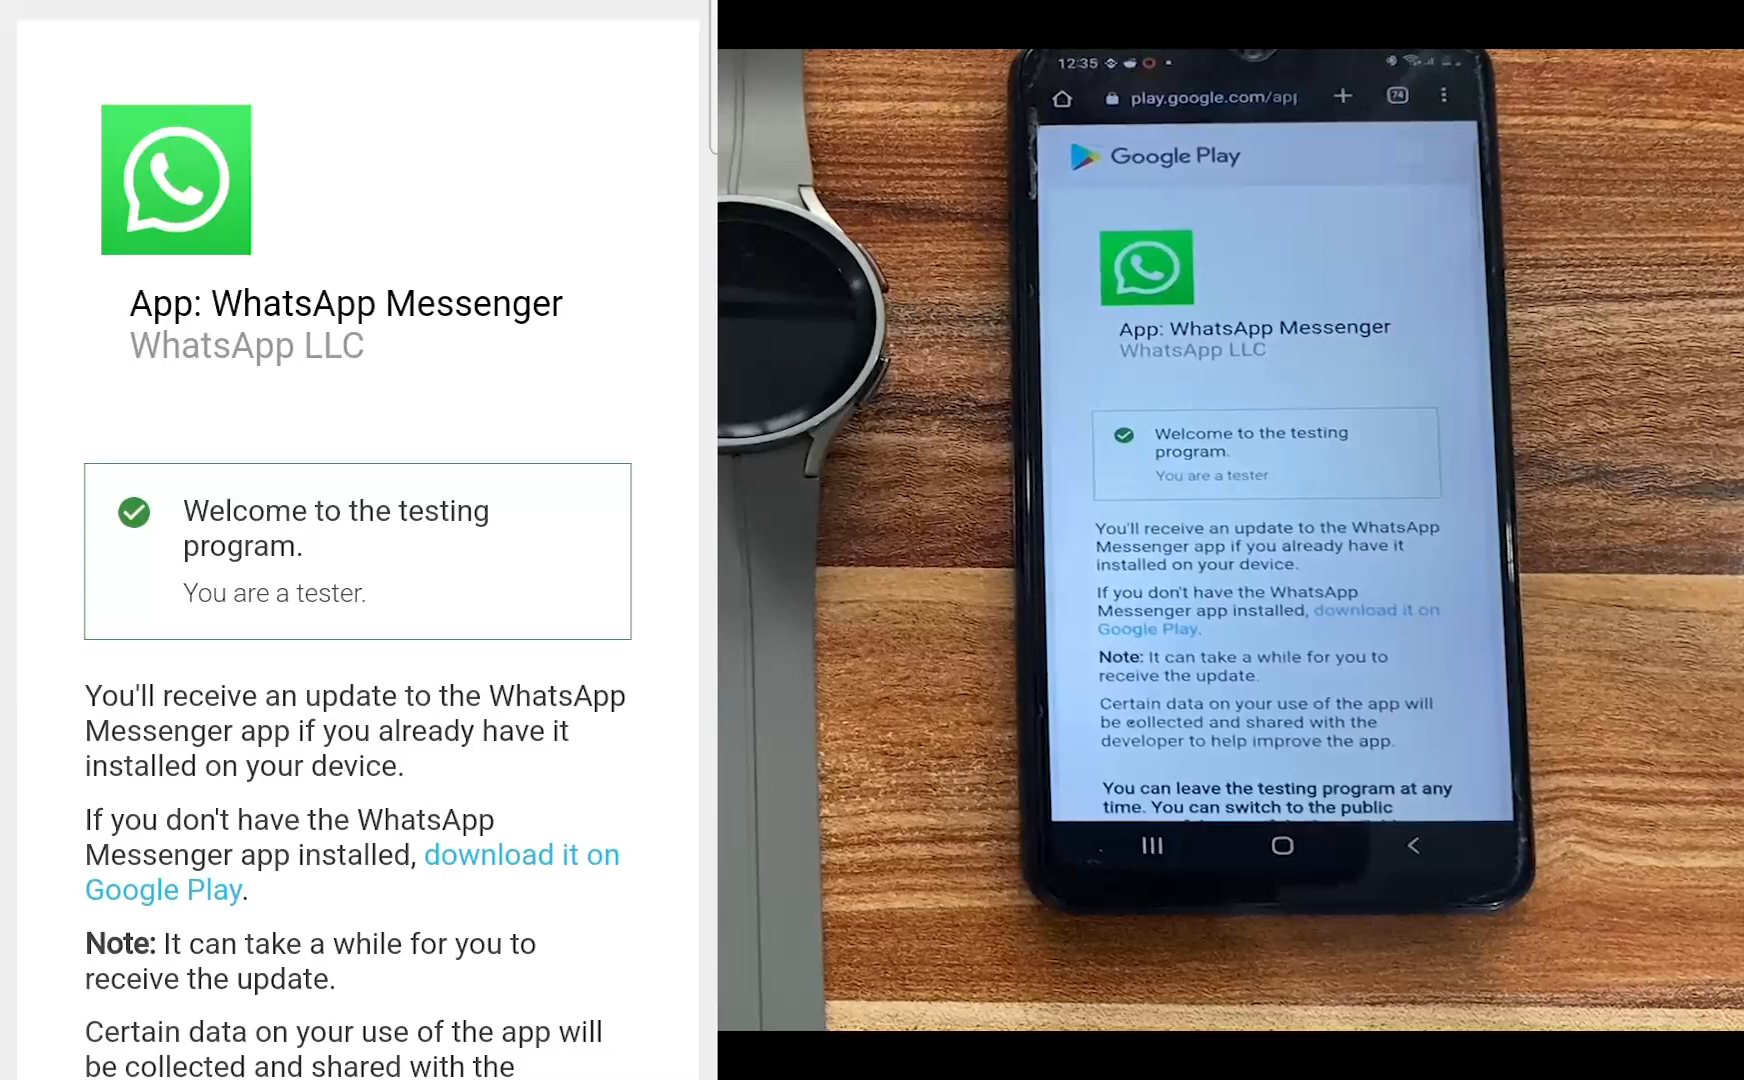 App: WhatsApp Messenger
WhatsApp LLC
Welcome to the testing
program.
You are a tester.
You'll receive an update to the WhatsApp
Messenger app if you already have it
installed on your device.
If you don't have the WhatsApp
Messenger app installed, download it on
Google Play.
Note: It can take a while for you to
receive the update.
Certain data on your use of the app will
be collected and shared with the
12:35
play.google.com/app
74
Google Play
App: WhatsApp Messenger
WhatsApp LLC
Welcome to the testing
program.
You are a tester
You'll receive an update to the WhatsApp
Messenger app if you already have it
installed on your device.
If you don't have the WhatsApp
Messenger app installed, download it on
Google Play.
Note: It can take a while for you to
receive the update.
Certain data on your use of the app will
be collected and shared with the
developer to help improve the app.
You can leave the testing program at any
time. You can switch to the public